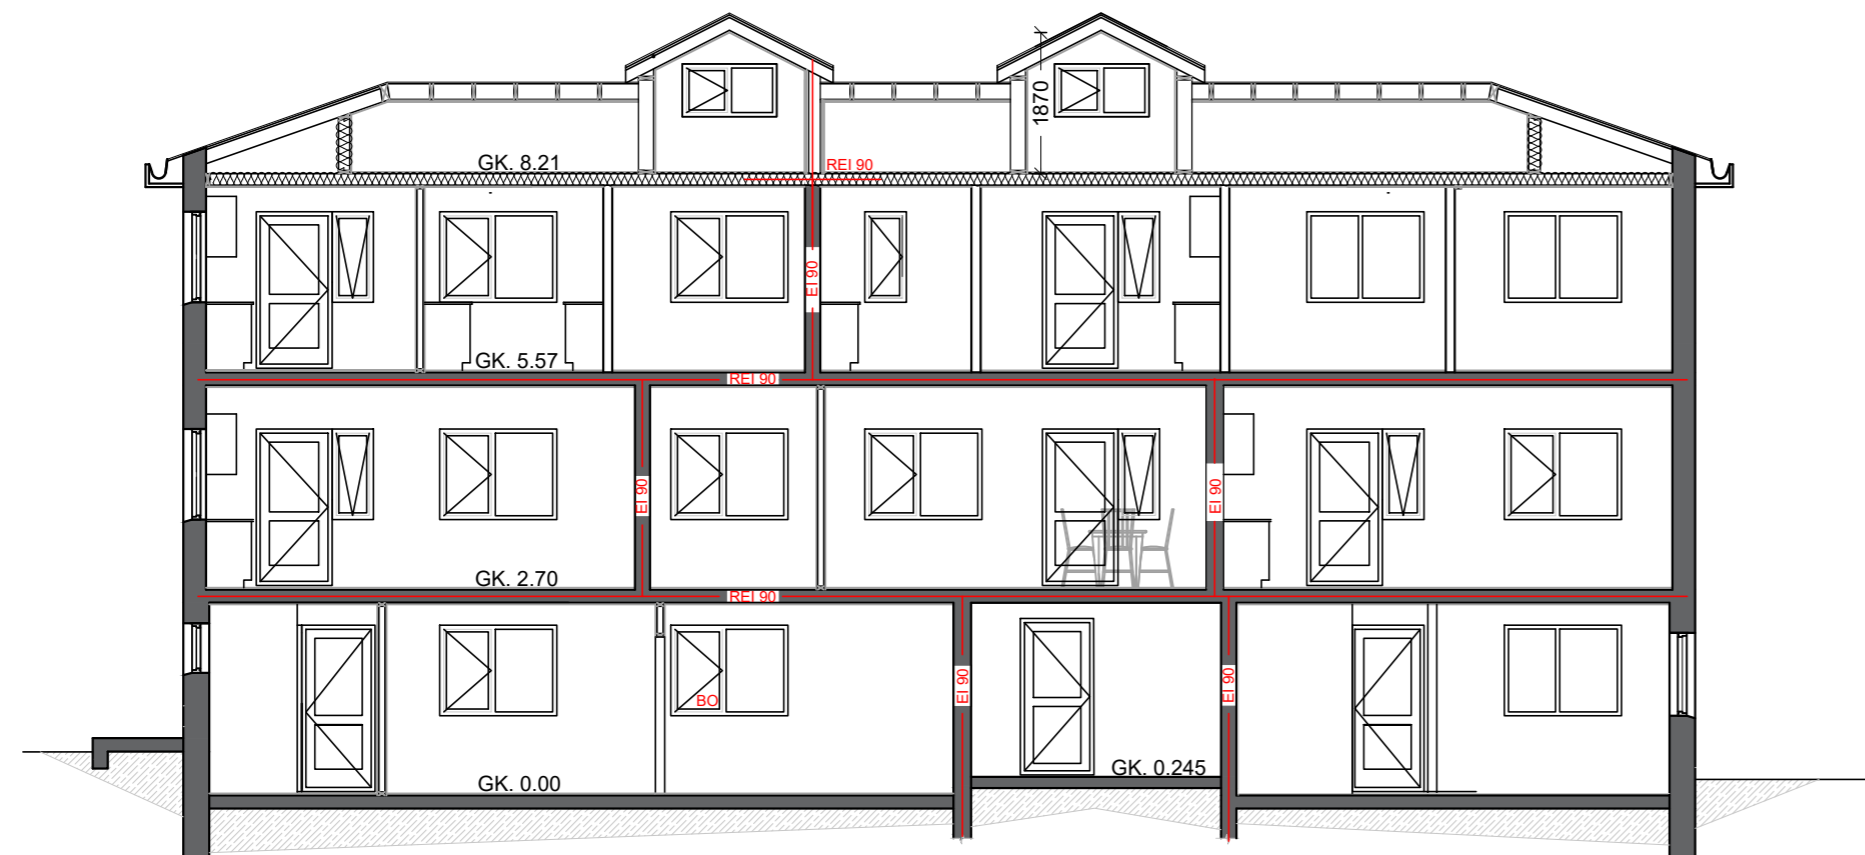 1870
GK. 8.21
REI 90
EI 90
GK. 5.57
REI 90
EI 90
EI 90
GK. 2.70
REI 90
EI 90
EI 90
BO
GK. 0.245
GK. 0.00